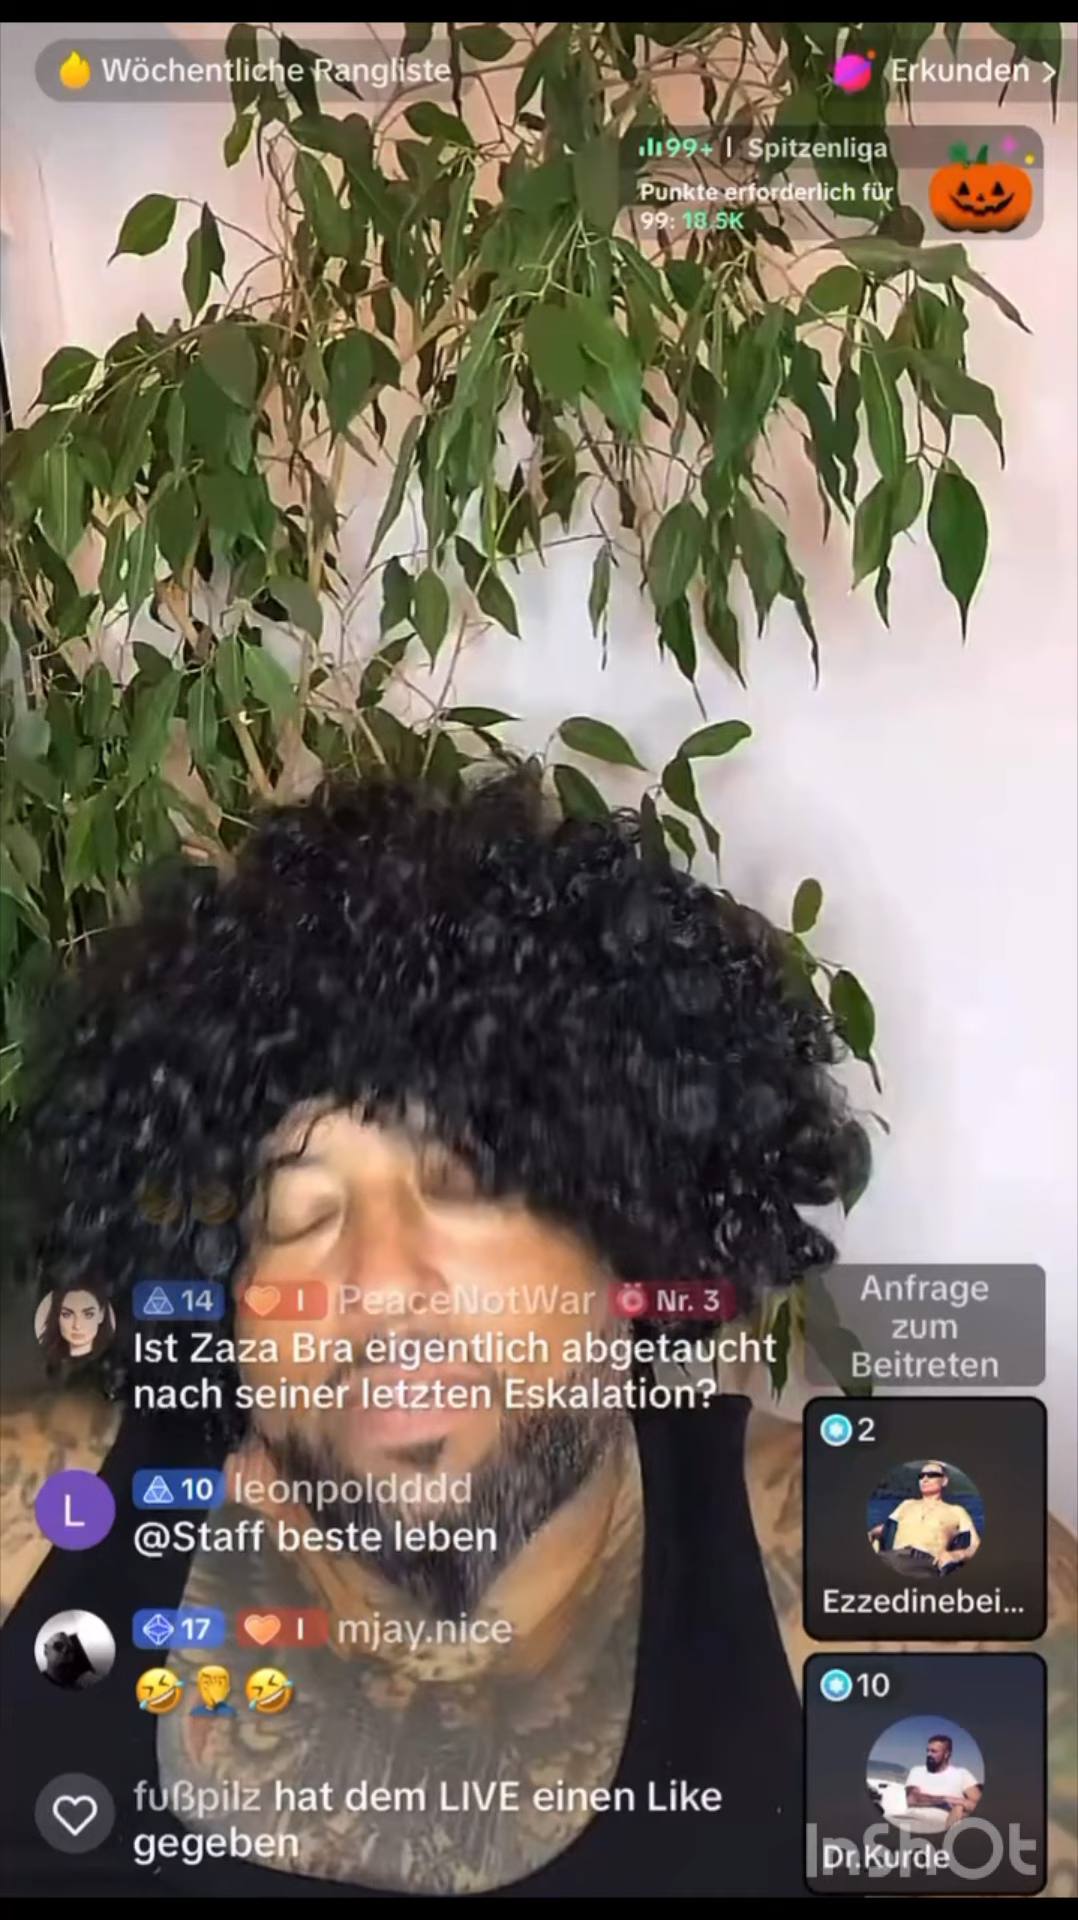 Wöchentliche Rangliste
Erkunden >
99+ | Spitzenliga
Punkte erforderlich für
99: 18.5K
14 I PeaceNotWar Nr. 3
Ist Zaza Bra eigentlich abgetaucht
nach seiner letzten Eskalation?
L
10 leonpoldddd
@Staff beste leben
17 I mjay.nice
🤣🤦‍♂️🤣
fußpilz hat dem LIVE einen Like
gegeben
Anfrage
zum
Beitreten
2
Ezzedinebei...
10
Dr.Kurde
InShOt